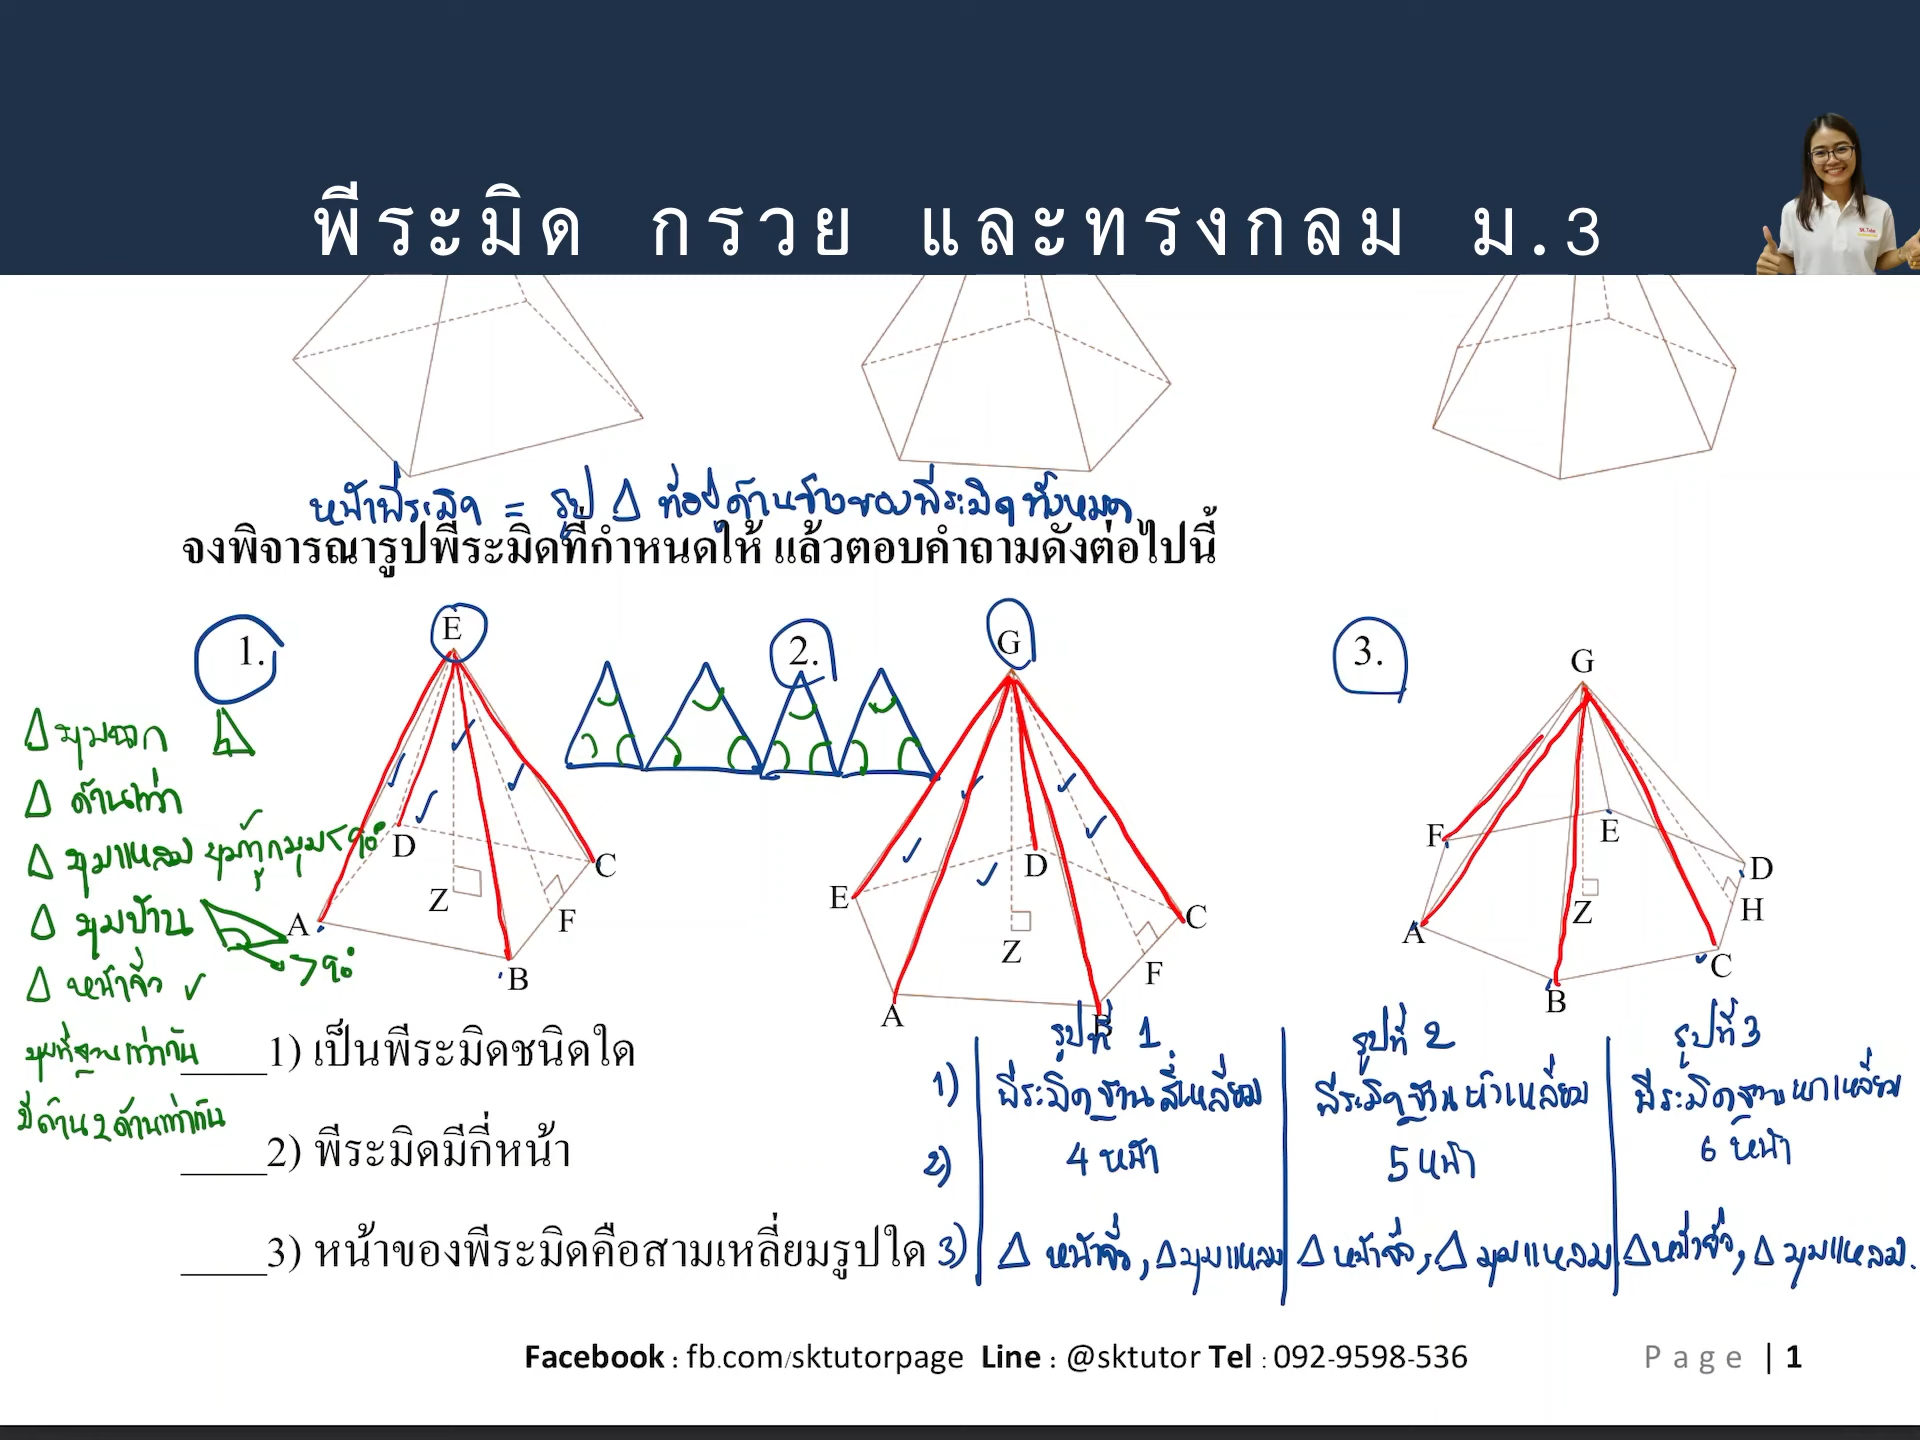 พีระมิด กรวย และทรงกลม ม.3
หน้าพีระมิด = รูป Δ ที่อยู่ด้านข้างของพีระมิดทั้งหมด
จงพิจารณารูปพีระมิดที่กำหนดให้ แล้วตอบคำถามดังต่อไปนี้
1.
E
D
C
Z
F
A
B
2.
G
D
E
C
Z
F
A
B
3.
G
F
E
D
Z
H
A
C
B
Δ มุมฉาก
Δ ด้านเท่า
Δ มุมแหลม มุมทุกมุม < 90°
Δ มุมป้าน > 90°
Δ หน้าจั่ว ✓
มุมที่ฐานเท่ากัน
มีด้าน 2 ด้านเท่ากัน
____1) เป็นพีระมิดชนิดใด
____2) พีระมิดมีกี่หน้า
____3) หน้าของพีระมิดคือสามเหลี่ยมรูปใด
รูปที่ 1 รูปที่ 2 รูปที่ 3
1) พีระมิดฐานสี่เหลี่ยม พีระมิดฐานห้าเหลี่ยม พีระมิดฐานหกเหลี่ยม
2) 4 หน้า 5 หน้า 6 หน้า
3) Δ หน้าจั่ว, Δ มุมแหลม Δ หน้าจั่ว, Δ มุมแหลม Δ หน้าจั่ว, Δ มุมแหลม.
Facebook : fb.com/sktutorpage Line : @sktutor Tel : 092-9598-536
Page | 1